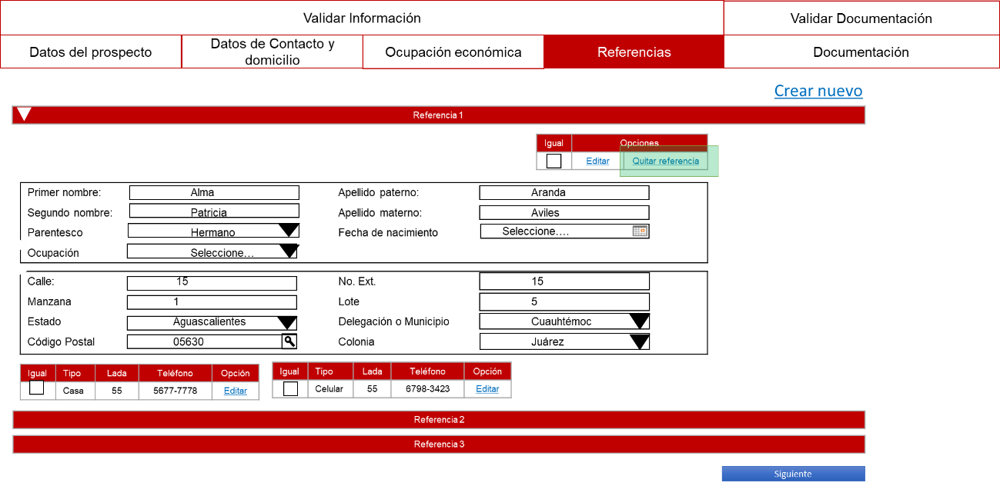 Validar Información
Validar Documentación
Datos del prospecto
Datos de Contacto y
domicilio
Ocupación económica
Referencias
Documentación
Crear nuevo
Referencia 1
Igual Opciones
Editar Quitar referencia
Primer nombre: Alma Apellido paterno: Aranda
Segundo nombre: Patricia Apellido materno: Aviles
Parentesco Hermano Fecha de nacimiento Seleccione....
Ocupación Seleccione...
Calle: 15 No. Ext. 15
Manzana 1 Lote 5
Estado Aguascalientes Delegación o Municipio Cuauhtémoc
Código Postal 05630 Colonia Juárez
Igual Tipo Lada Teléfono Opción
Casa 55 5677-7778 Editar
Igual Tipo Lada Teléfono Opción
Celular 55 6798-3423 Editar
Referencia 2
Referencia 3
Siguiente